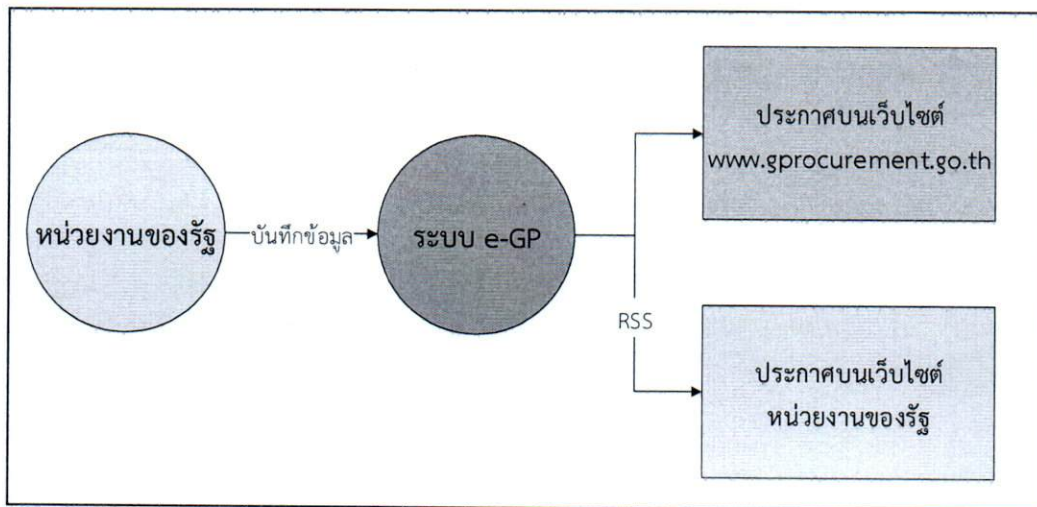 หน่วยงานของรัฐ
บันทึกข้อมูล
ระบบ e-GP
ประกาศบนเว็บไซต์
www.gprocurement.go.th
RSS
ประกาศบนเว็บไซต์
หน่วยงานของรัฐ